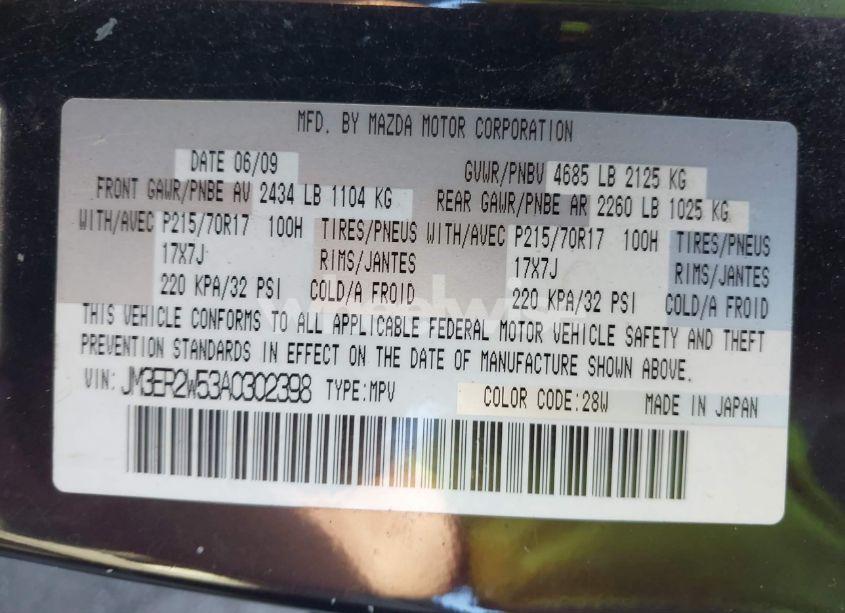 MFD. BY MAZDA MOTOR CORPORATION
DATE 06/09 GVWR/PNBV 4685 LB 2125 KG
FRONT GAWR/PNBE AV 2434 LB 1104 KG REAR GAWR/PNBE AR 2260 LB 1025 KG
WITH/AVEC P215/70R17 100H TIRES/PNEUS WITH/AVEC P215/70R17 100H TIRES/PNEUS
17X7J RIMS/JANTES 17X7J RIMS/JANTES
220 KPA/32 PSI COLD/A FROID 220 KPA/32 PSI COLD/A FROID
THIS VEHICLE CONFORMS TO ALL APPLICABLE FEDERAL MOTOR VEHICLE SAFETY AND THEFT
PREVENTION STANDARDS IN EFFECT ON THE DATE OF MANUFACTURE SHOWN ABOVE.
VIN: JM3ER2W53A0302398 TYPE:MPV COLOR CODE:28W MADE IN JAPAN